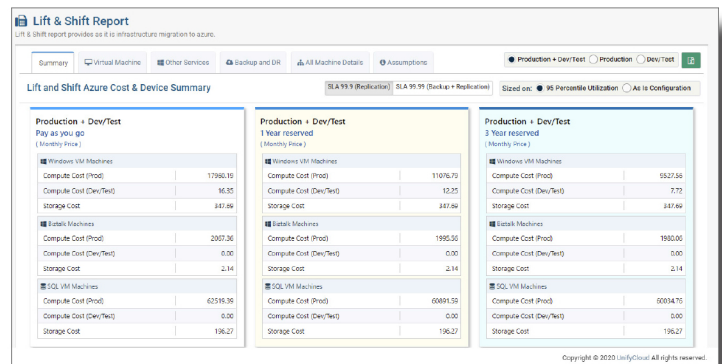 Lift & Shift Report
Lift & Shift Report provides as it is infrastructure migration to azure.
Summary Virtual Machine Other Services Backup and DR All Machine Details Assumptions Production + Dev/Test Production Dev/Test
Lift and Shift Azure Cost & Device Summary SLA 99.9 (Replication) SLA 99.99 (Backup + Replication) Sized on: 95 Percentile Utilization As Is Configuration
Production + Dev/Test
Pay as you go
( Monthly Price )
Windows VM Machines
Compute Cost (Prod) 17980.19
Compute Cost (Dev/Test) 16.35
Storage Cost 347.69
Biztalk Machines
Compute Cost (Prod) 2067.36
Compute Cost (Dev/Test) 0.00
Storage Cost 2.14
SQL VM Machines
Compute Cost (Prod) 62519.39
Compute Cost (Dev/Test) 0.00
Storage Cost 196.27
Production + Dev/Test
1 Year reserved
( Monthly Price )
Windows VM Machines
Compute Cost (Prod) 11076.79
Compute Cost (Dev/Test) 12.25
Storage Cost 347.69
Biztalk Machines
Compute Cost (Prod) 1995.56
Compute Cost (Dev/Test) 0.00
Storage Cost 2.14
SQL VM Machines
Compute Cost (Prod) 60891.59
Compute Cost (Dev/Test) 0.00
Storage Cost 196.27
Production + Dev/Test
3 Year reserved
( Monthly Price )
Windows VM Machines
Compute Cost (Prod) 9527.56
Compute Cost (Dev/Test) 7.72
Storage Cost 347.69
Biztalk Machines
Compute Cost (Prod) 1980.06
Compute Cost (Dev/Test) 0.00
Storage Cost 2.14
SQL VM Machines
Compute Cost (Prod) 60034.76
Compute Cost (Dev/Test) 0.00
Storage Cost 196.27
Copyright © 2020 UnifyCloud All rights reserved.